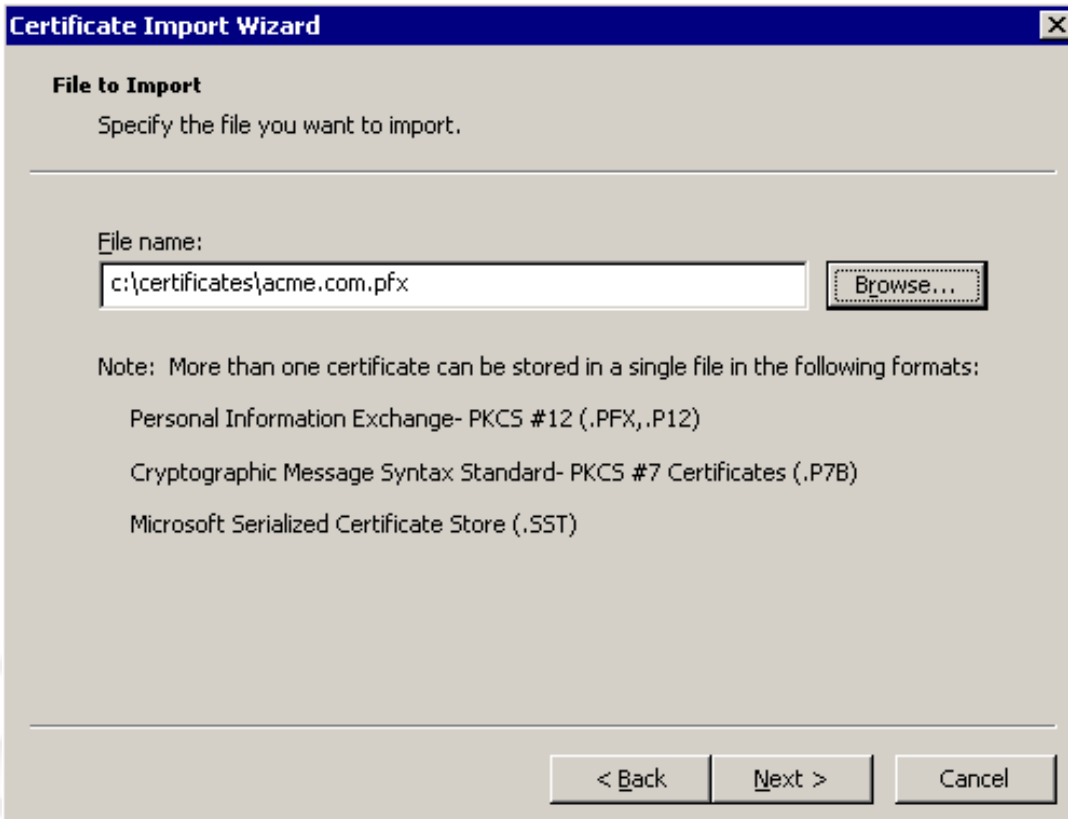 Certificate Import Wizard
File to Import
Specify the file you want to import.
File name:
c:\certificates\acme.com.pfx
Browse...
Note: More than one certificate can be stored in a single file in the following formats:
Personal Information Exchange- PKCS #12 (.PFX,.P12)
Cryptographic Message Syntax Standard- PKCS #7 Certificates (.P7B)
Microsoft Serialized Certificate Store (.SST)
< Back
Next >
Cancel